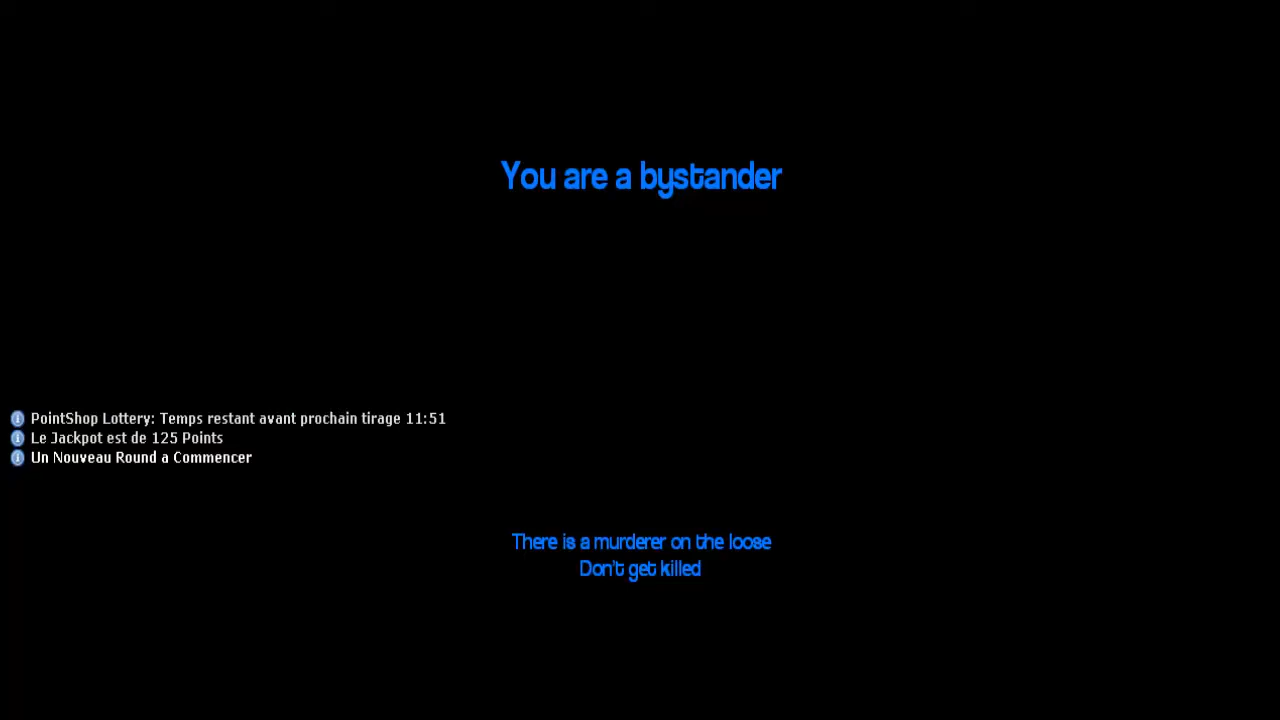 You are a bystander
PointShop Lottery: Temps restant avant prochain tirage 11:51
Le Jackpot est de 125 Points
Un Nouveau Round a Commencer
There is a murderer on the loose
Don't get killed